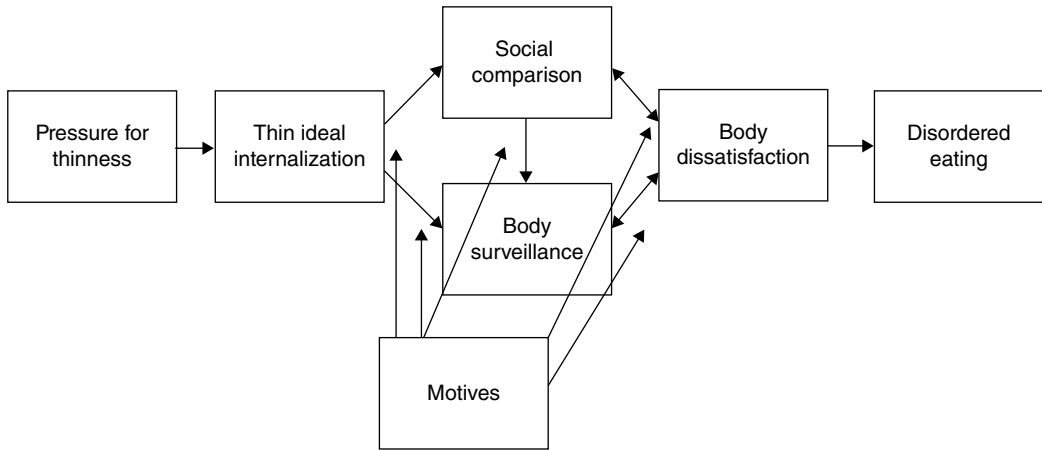 Social
comparison
Pressure for
thinness
Thin ideal
internalization
Body
dissatisfaction
Disordered
eating
Body
surveillance
Motives